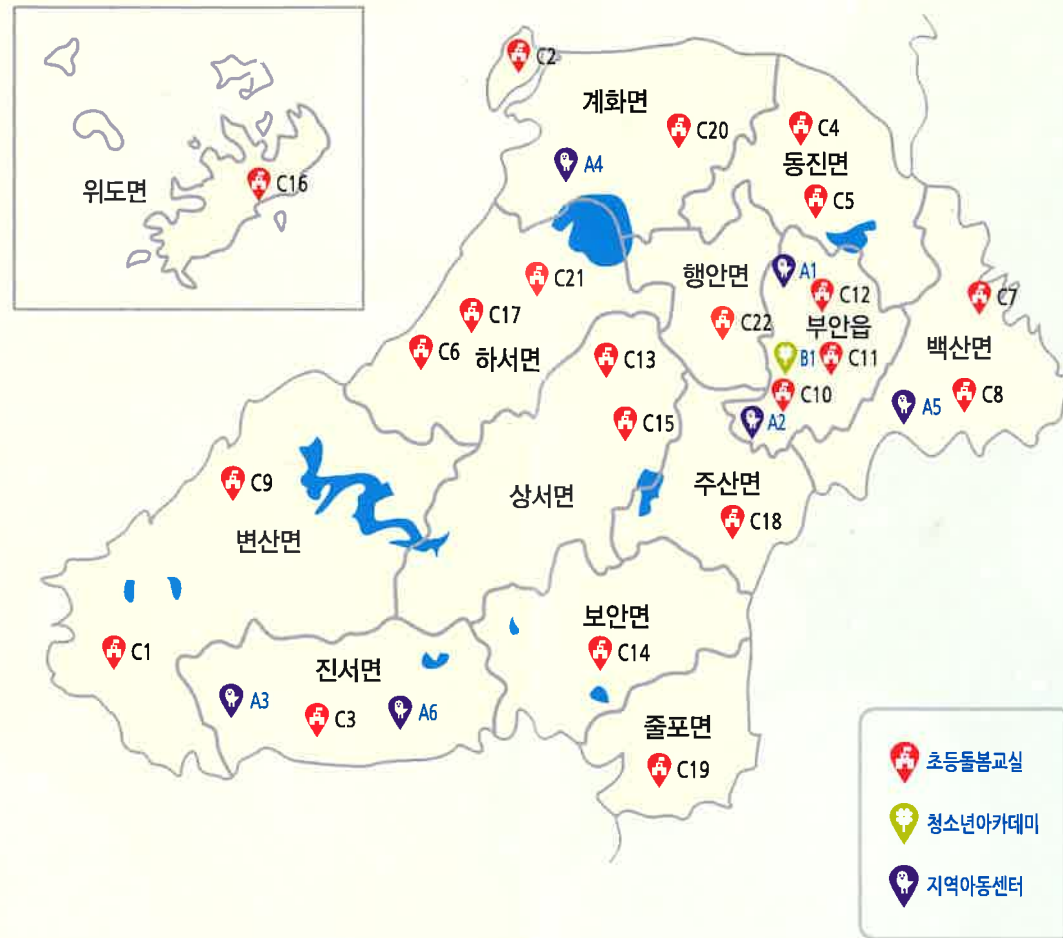 C2
계화면
C20
C4
A4
동진면
위도면
C16
C5
행안면
A1
C21
C12
C7
C17
C22
부안읍
백산면
C6
하서면
C13
B1
C11
C10
C8
A5
C15
A2
C9
주산면
상서면
C18
변산면
보안면
C1
C14
진서면
A3
C3
A6
줄포면
C19
초등돌봄교실
청소년아카데미
지역아동센터